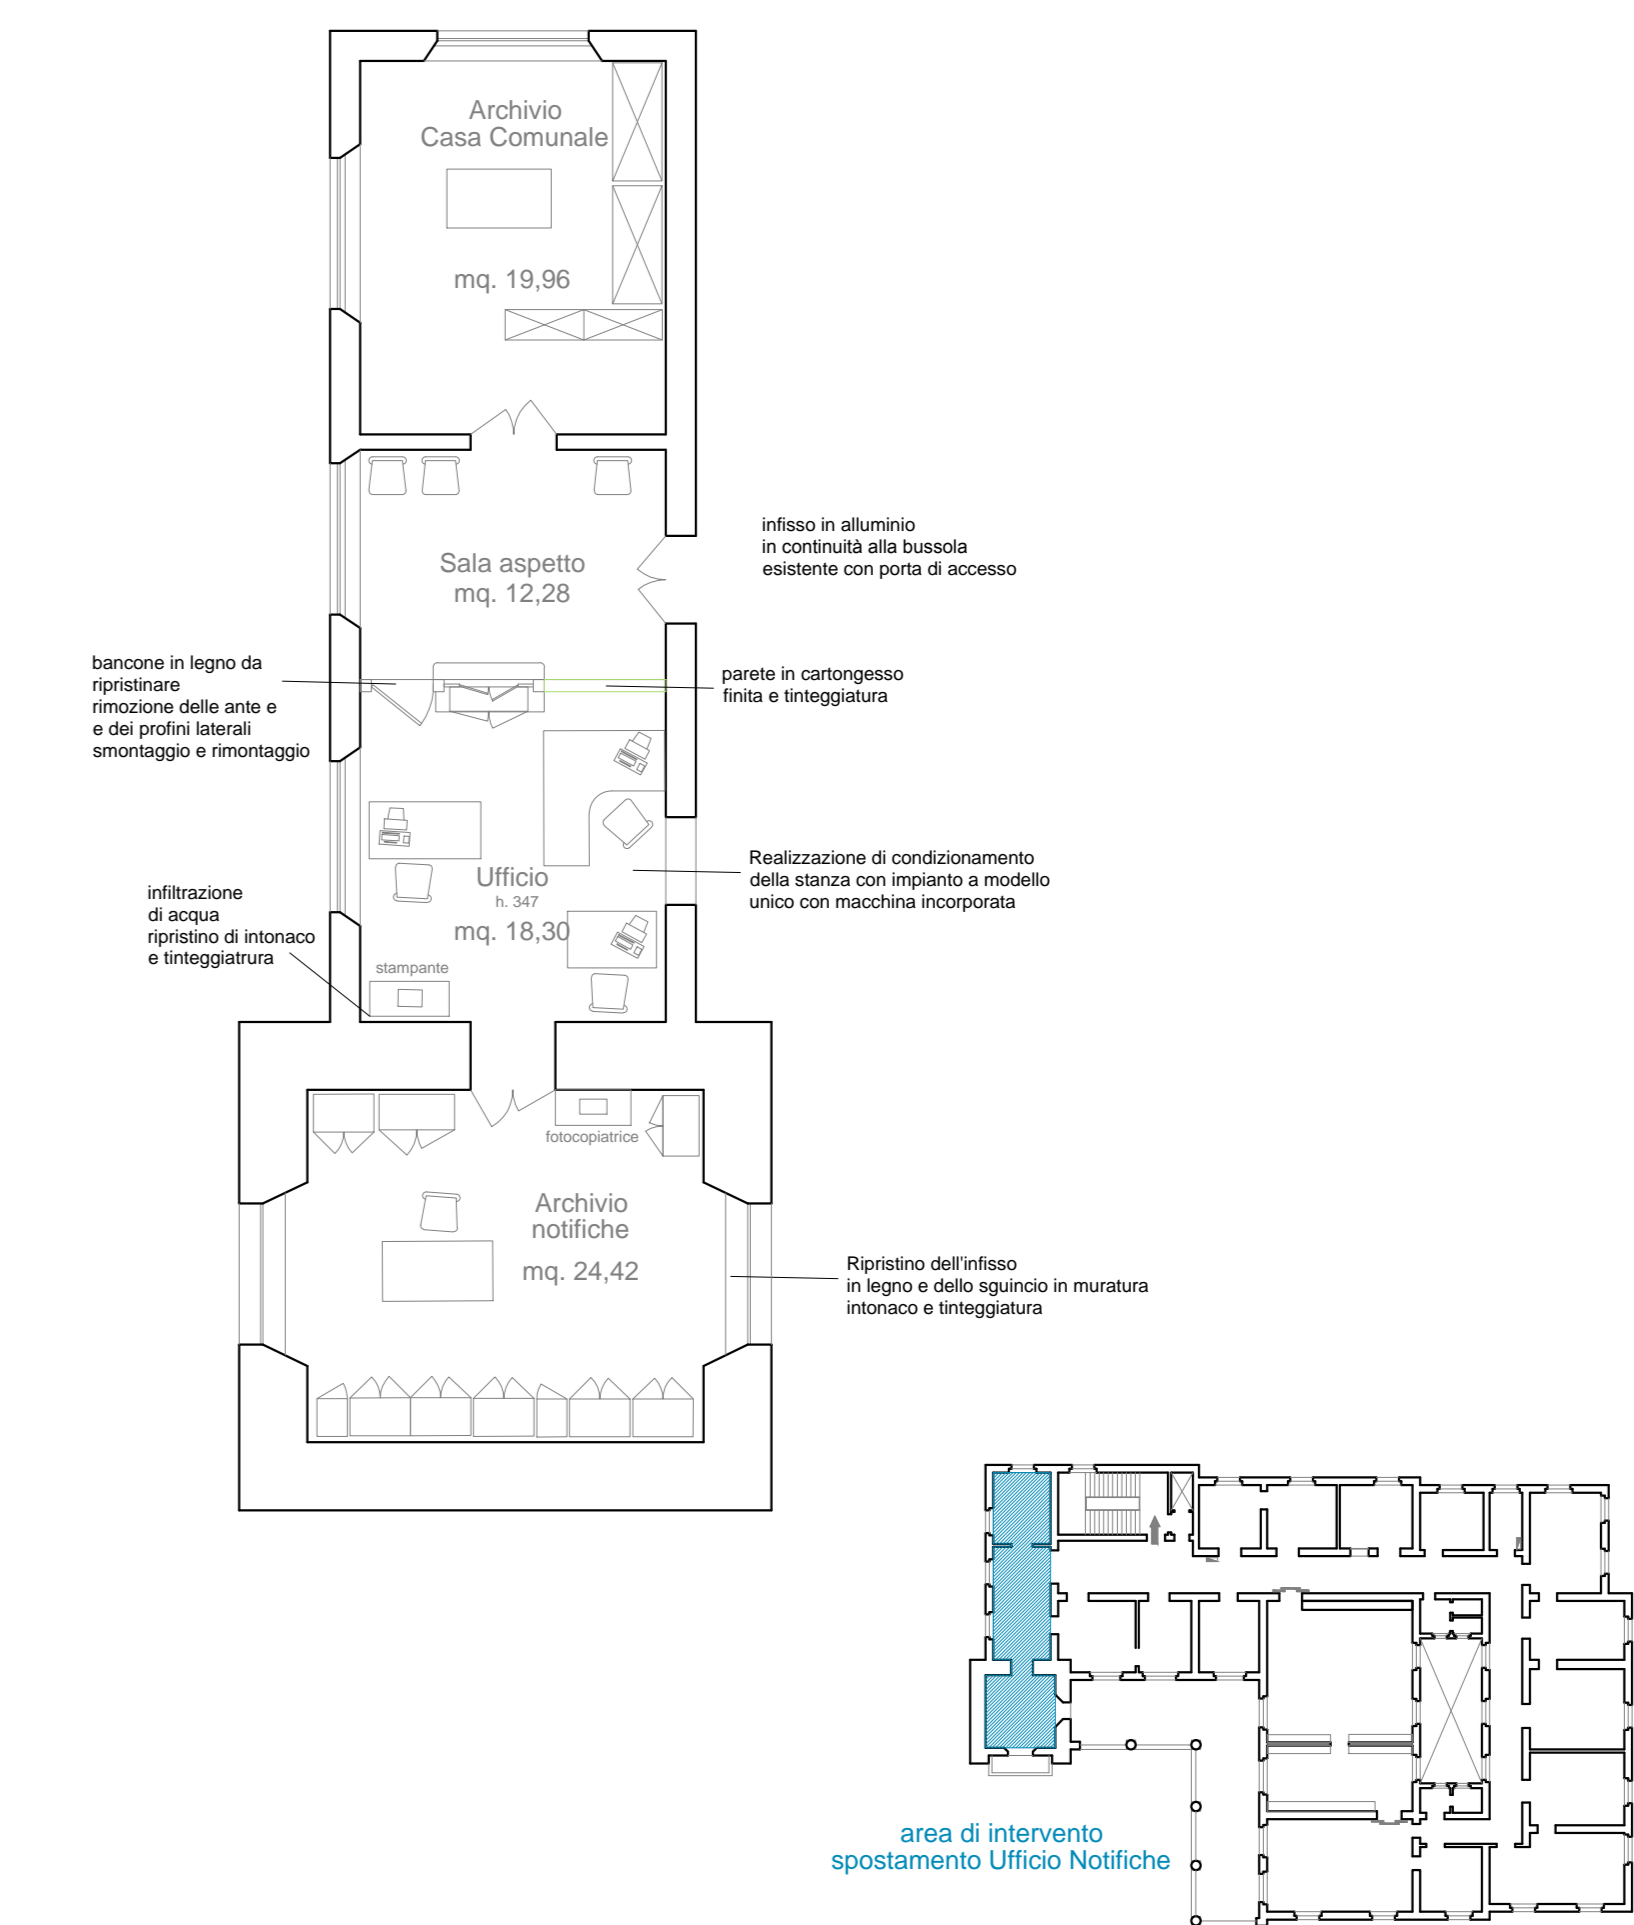 Archivio
Casa Comunale
mq. 19,96
infisso in alluminio
in continuità alla bussola
esistente con porta di accesso
Sala aspetto
mq. 12,28
bancone in legno da
ripristinare
rimozione delle ante e
e dei profini laterali
smontaggio e rimontaggio
parete in cartongesso
finita e tinteggiatura
Realizzazione di condizionamento
della stanza con impianto a modello
unico con macchina incorporata
Ufficio
h. 347
mq. 18,30
infiltrazione
di acqua
ripristino di intonaco
e tinteggiatrura
stampante
fotocopiatrice
Archivio
notifiche
mq. 24,42
Ripristino dell'infisso
in legno e dello sguincio in muratura
intonaco e tinteggiatura
area di intervento
spostamento Ufficio Notifiche